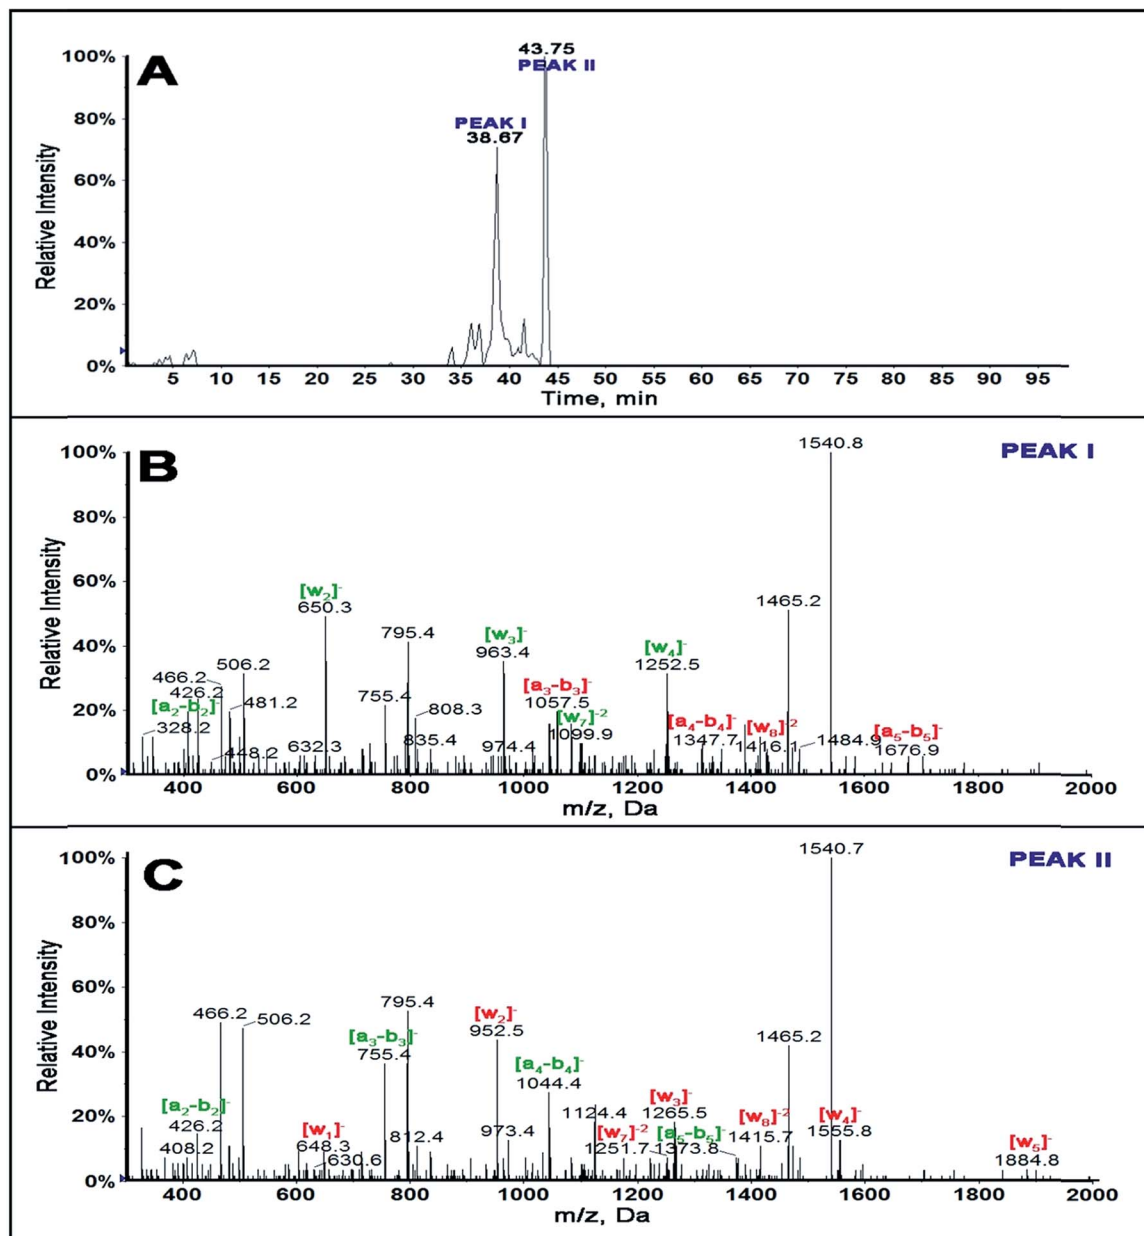 A
43.75
PEAK II
PEAK I
38.67
100%
80%
60%
40%
20%
0%
Relative Intensity
5 10 15 20 25 30 35 40 45 50 55 60 65 70 75 80 85 90 95
Time, min
B
PEAK I
1540.8
100%
80%
60%
40%
20%
0%
Relative Intensity
[w2]-
650.3
1465.2
795.4
[w3]-
963.4
[w4]-
1252.5
506.2
466.2
426.2
[a2-b2]-
328.2
481.2
448.2
632.3
755.4
808.3
835.4
974.4
[a3-b3]-
1057.5
[w7]-2
1099.9
[a4-b4]-
1347.7
[w8]-2
1416.1
1484.9
[a5-b5]-
1676.9
400 600 800 1000 1200 1400 1600 1800 2000
m/z, Da
C
PEAK II
1540.7
100%
80%
60%
40%
20%
0%
Relative Intensity
466.2
506.2
795.4
[w2]-
952.5
1465.2
[a3-b3]-
755.4
[a4-b4]-
1044.4
[a2-b2]-
426.2
408.2
[w1]-
648.3
630.6
812.4
973.4
1124.4
[w3]-
1265.5
[w7]-2
1251.7
[a5-b5]-
1373.8
[w8]-2
1415.7
[w4]-
1555.8
[w5]-
1884.8
400 600 800 1000 1200 1400 1600 1800 2000
m/z, Da